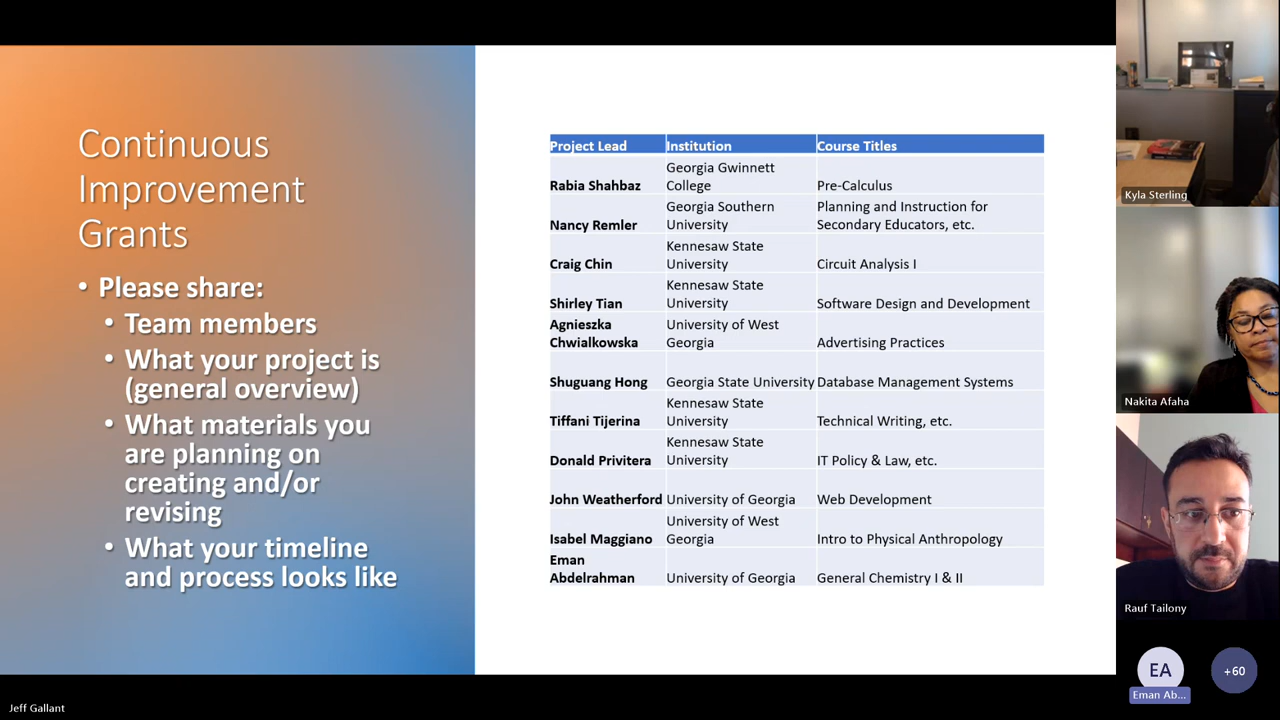 Continuous
Improvement
Grants
• Please share:
• Team members
• What your project is
(general overview)
• What materials you
are planning on
creating and/or
revising
• What your timeline
and process looks like
Project Lead Institution Course Titles
Rabia Shahbaz Georgia Gwinnett College Pre-Calculus
Nancy Remler Georgia Southern University Planning and Instruction for Secondary Educators, etc.
Craig Chin Kennesaw State University Circuit Analysis I
Shirley Tian Kennesaw State University Software Design and Development
Agnieszka Chwialkowska University of West Georgia Advertising Practices
Shuguang Hong Georgia State University Database Management Systems
Tiffani Tijerina Kennesaw State University Technical Writing, etc.
Donald Privitera Kennesaw State University IT Policy & Law, etc.
John Weatherford University of Georgia Web Development
Isabel Maggiano University of West Georgia Intro to Physical Anthropology
Eman Abdelrahman University of Georgia General Chemistry I & II
Kyla Sterling
Nakita Afaha
Rauf Tailony
EA
Eman Ab...
+60
Jeff Gallant